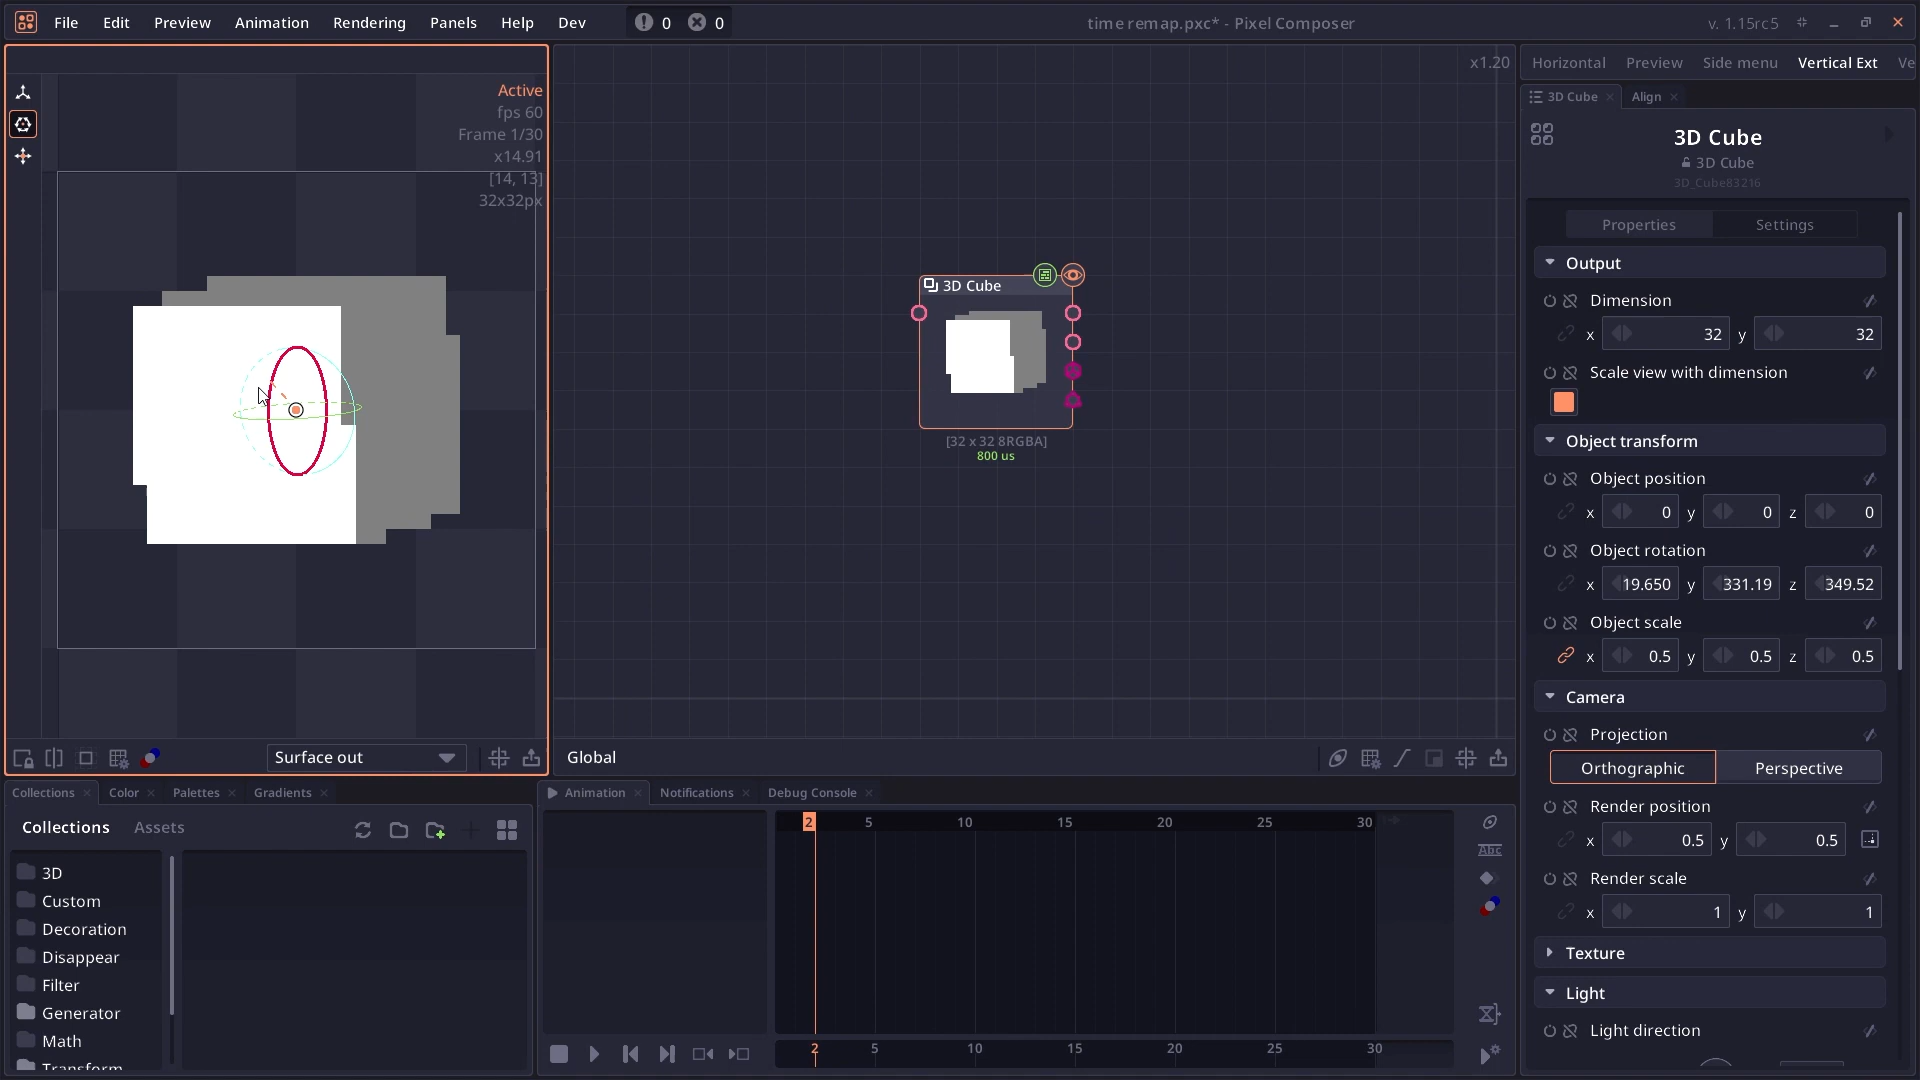 File Edit Preview Animation Rendering Panels Help Dev 0 0 time remap.pxc* - Pixel Composer v. 1.15rc5
Active
fps 60
Frame 1/30
x14.91
[14, 13]
32x32px
Surface out
x1.20
3D Cube
[32 x 32 8RGBA]
800 us
Global
Horizontal Preview Side menu Vertical Ext Ve
3D Cube Align
3D Cube
3D Cube
3D_Cube83216
Properties Settings
Output
Dimension
x 32 y 32
Scale view with dimension
Object transform
Object position
x 0 y 0 z 0
Object rotation
x 19.650 y 331.19 z 349.52
Object scale
x 0.5 y 0.5 z 0.5
Camera
Projection
Orthographic Perspective
Render position
x 0.5 y 0.5
Render scale
x 1 y 1
Texture
Light
Light direction
Collections Color Palettes Gradients
Collections Assets
3D
Custom
Decoration
Disappear
Filter
Generator
Math
Transform
Animation Notifications Debug Console
2 5 10 15 20 25 30
Abc
2 5 10 15 20 25 30